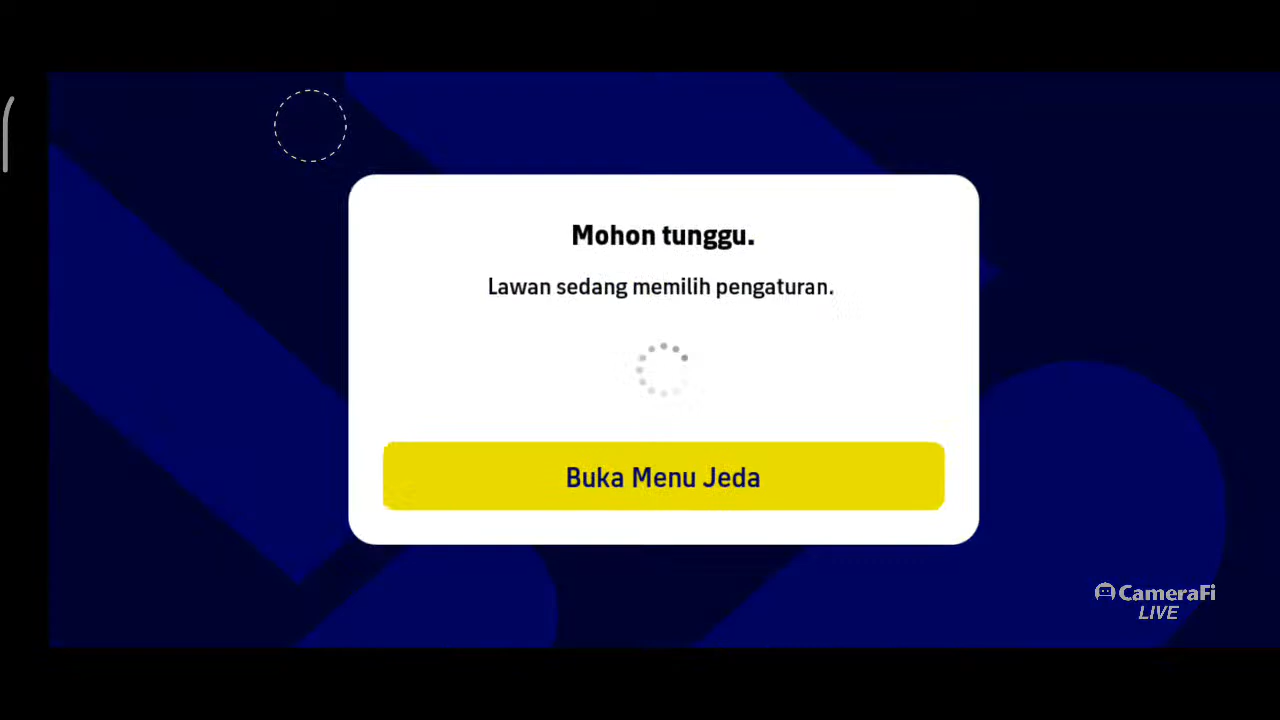 Mohon tunggu.
Lawan sedang memilih pengaturan.
Buka Menu Jeda
CameraFi
LIVE